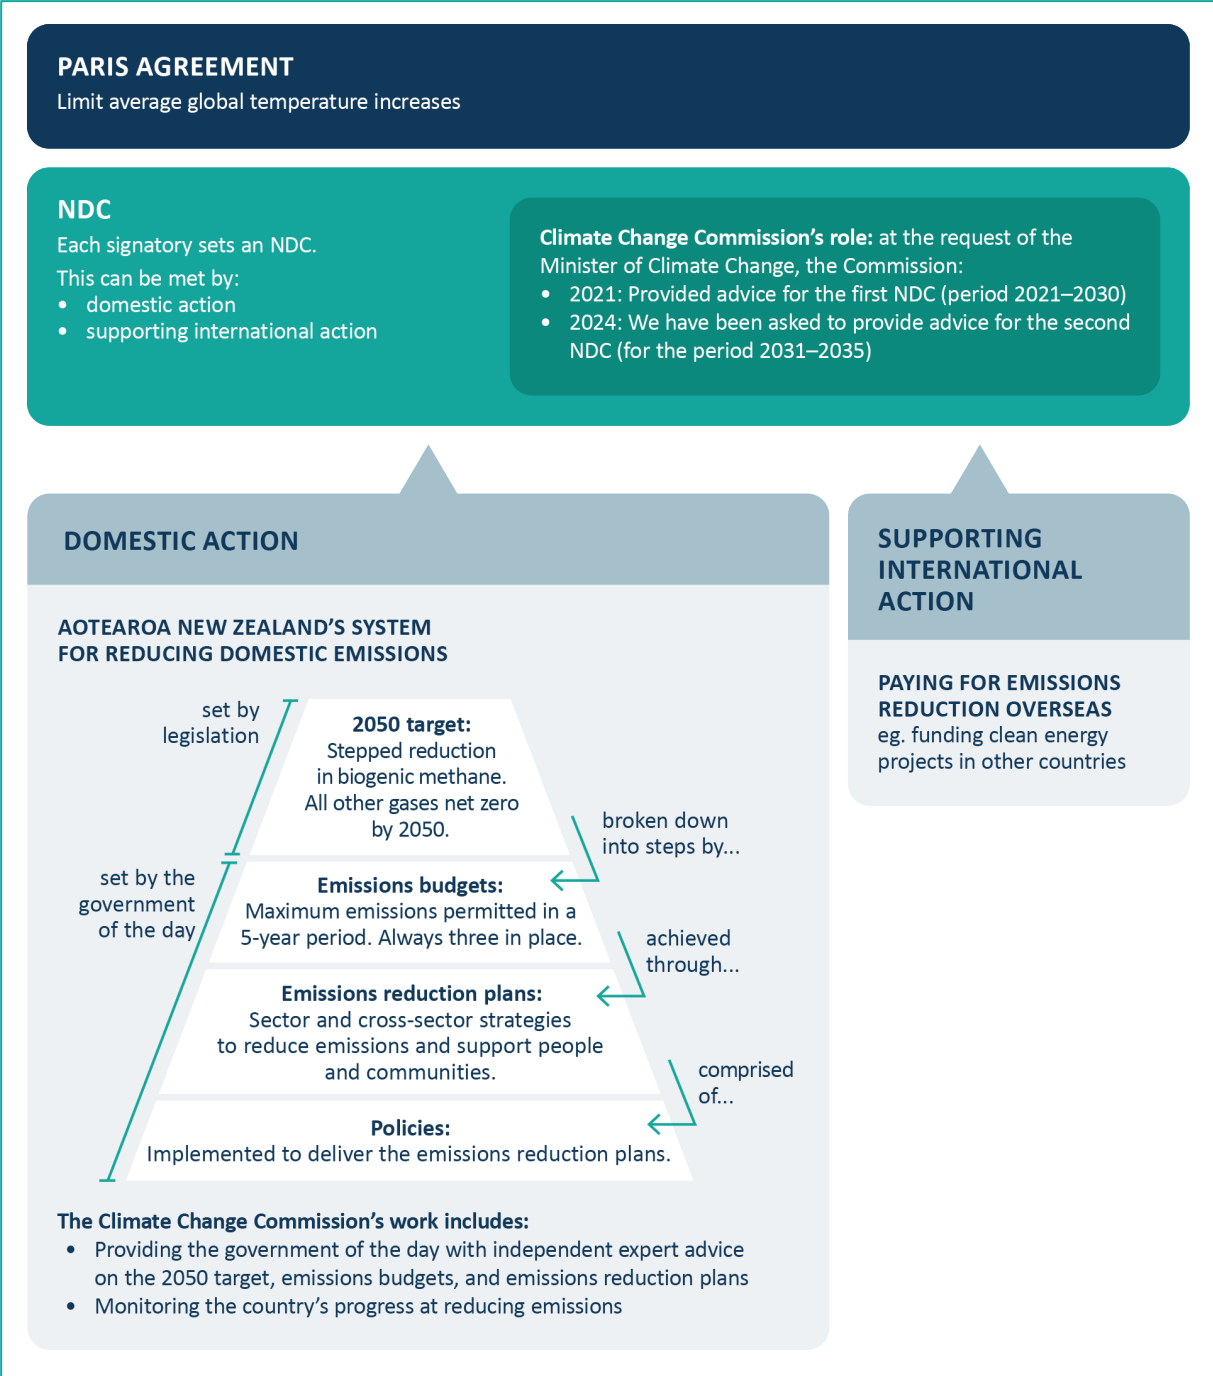 PARIS AGREEMENT
Limit average global temperature increases
NDC
Each signatory sets an NDC.
This can be met by:
• domestic action
• supporting international action
Climate Change Commission's role: at the request of the
Minister of Climate Change, the Commission:
• 2021: Provided advice for the first NDC (period 2021–2030)
• 2024: We have been asked to provide advice for the second
NDC (for the period 2031–2035)
DOMESTIC ACTION
AOTEAROA NEW ZEALAND'S SYSTEM
FOR REDUCING DOMESTIC EMISSIONS
set by
legislation
2050 target:
Stepped reduction
in biogenic methane.
All other gases net zero
by 2050.
broken down
into steps by...
set by the
government
of the day
Emissions budgets:
Maximum emissions permitted in a
5-year period. Always three in place.
achieved
through...
Emissions reduction plans:
Sector and cross-sector strategies
to reduce emissions and support people
and communities.
comprised
of...
Policies:
Implemented to deliver the emissions reduction plans.
The Climate Change Commission's work includes:
• Providing the government of the day with independent expert advice
on the 2050 target, emissions budgets, and emissions reduction plans
• Monitoring the country's progress at reducing emissions
SUPPORTING
INTERNATIONAL
ACTION
PAYING FOR EMISSIONS
REDUCTION OVERSEAS
eg. funding clean energy
projects in other countries